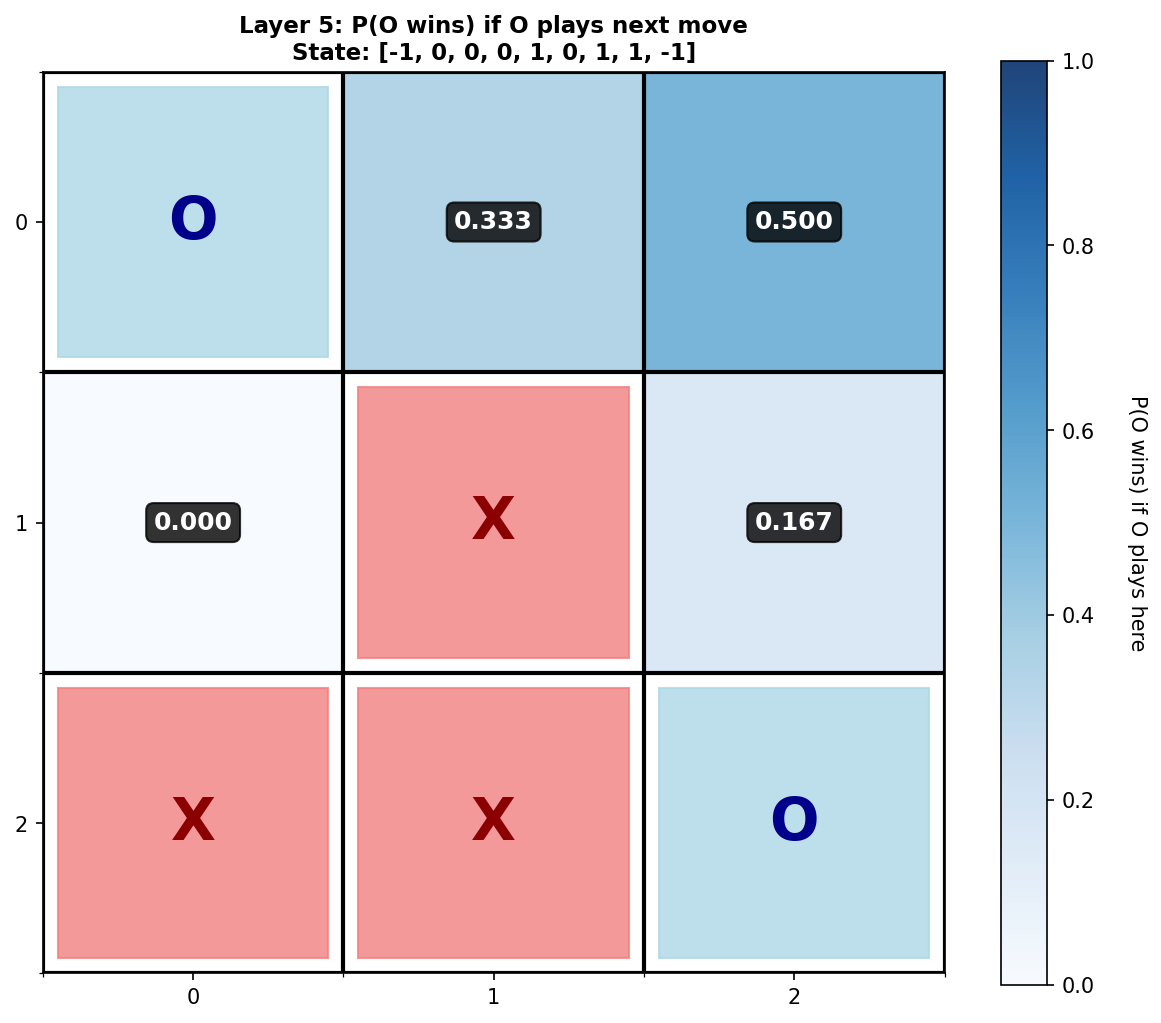 Layer 5: P(O wins) if O plays next move
State: [-1, 0, 0, 0, 1, 0, 1, 1, -1]
0
O
0.333
0.500
1
0.000
X
0.167
2
X
X
O
0
1
2
1.0
0.8
0.6
0.4
0.2
0.0
P(O wins) if O plays here